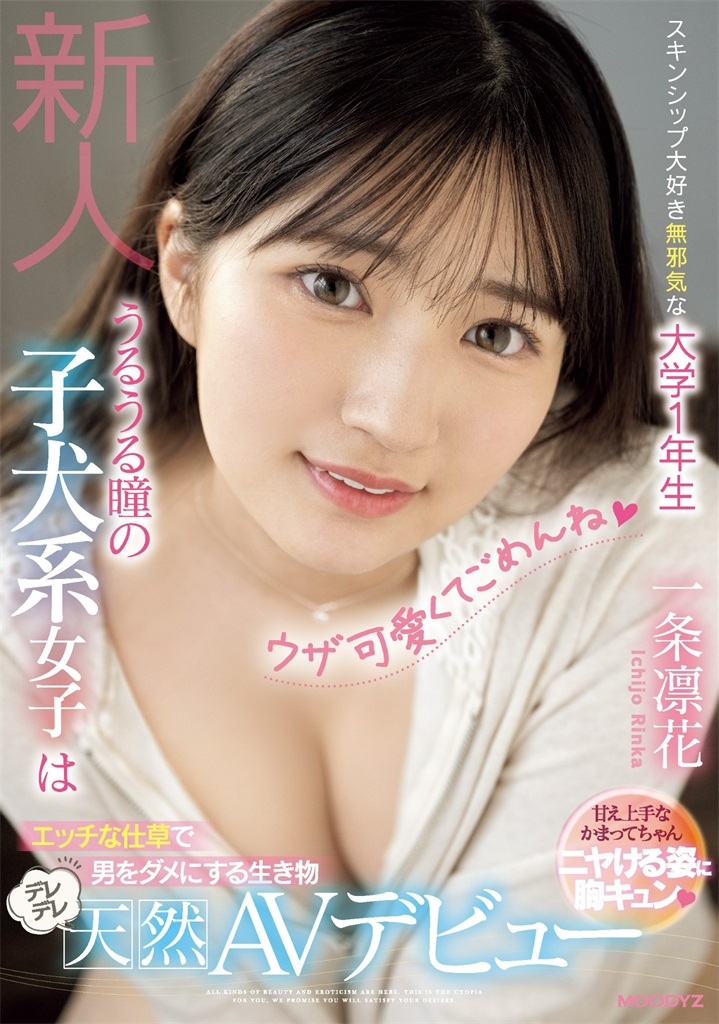 新人
スキンシップ大好き無邪気な大学1年生
うるうる瞳の
子犬系女子は
ウザ可愛くてごめんね♥
一条凛花
Ichijo Rinka
エッチな仕草で
男をダメにする生き物
甘え上手な
かまってちゃん
ニヤける姿に
胸キュン♥
デレ
デレ
天然AVデビュー
ALL KINDS OF BEAUTY AND EROTICISM ARE HERE. THIS IS THE UTOPIA
FOR YOU, WE PROMISE YOU WILL SATISFY YOUR DESIRES.
MOODYZ